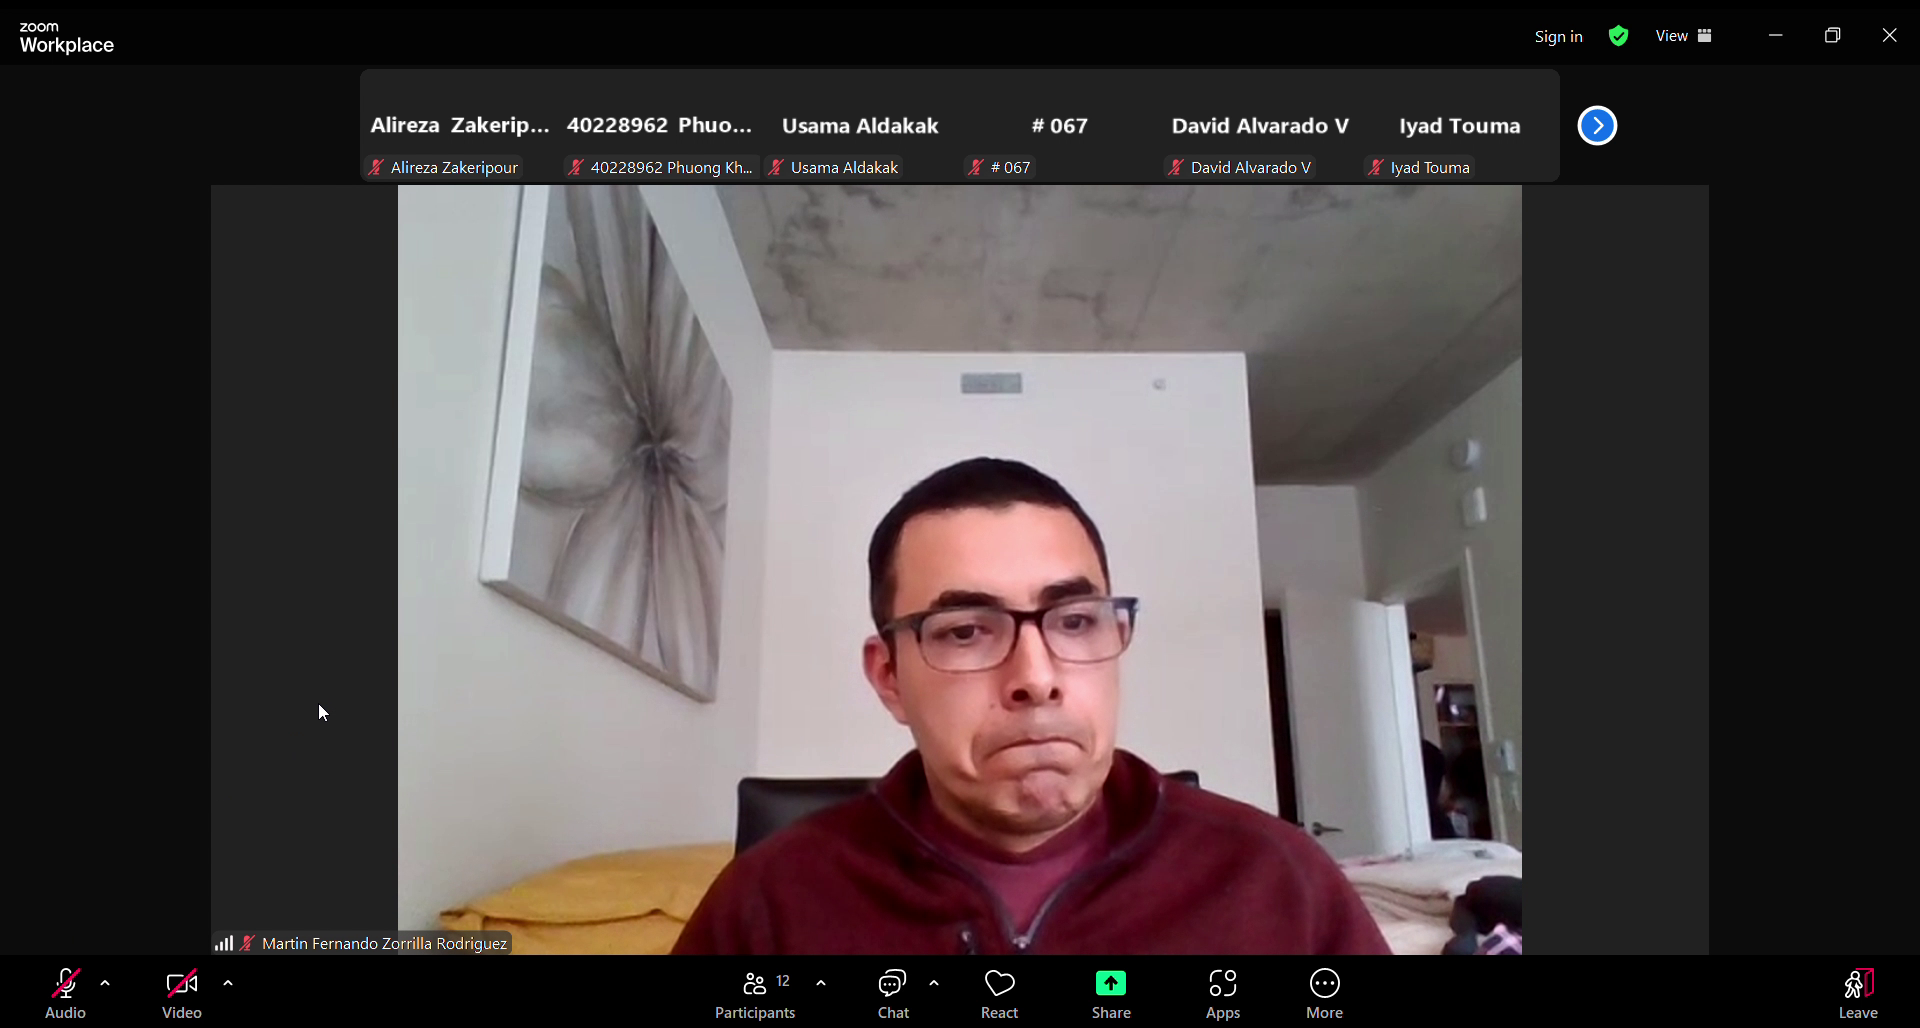 zoom
Workplace
Sign in
View
Alireza Zakerip...
40228962 Phuo...
Usama Aldakak
# 067
David Alvarado V
Iyad Touma
Alireza Zakeripour
40228962 Phuong Kh...
Usama Aldakak
# 067
David Alvarado V
Iyad Touma
Martin Fernando Zorrilla Rodriguez
Audio
Video
12
Participants
Chat
React
Share
Apps
More
Leave